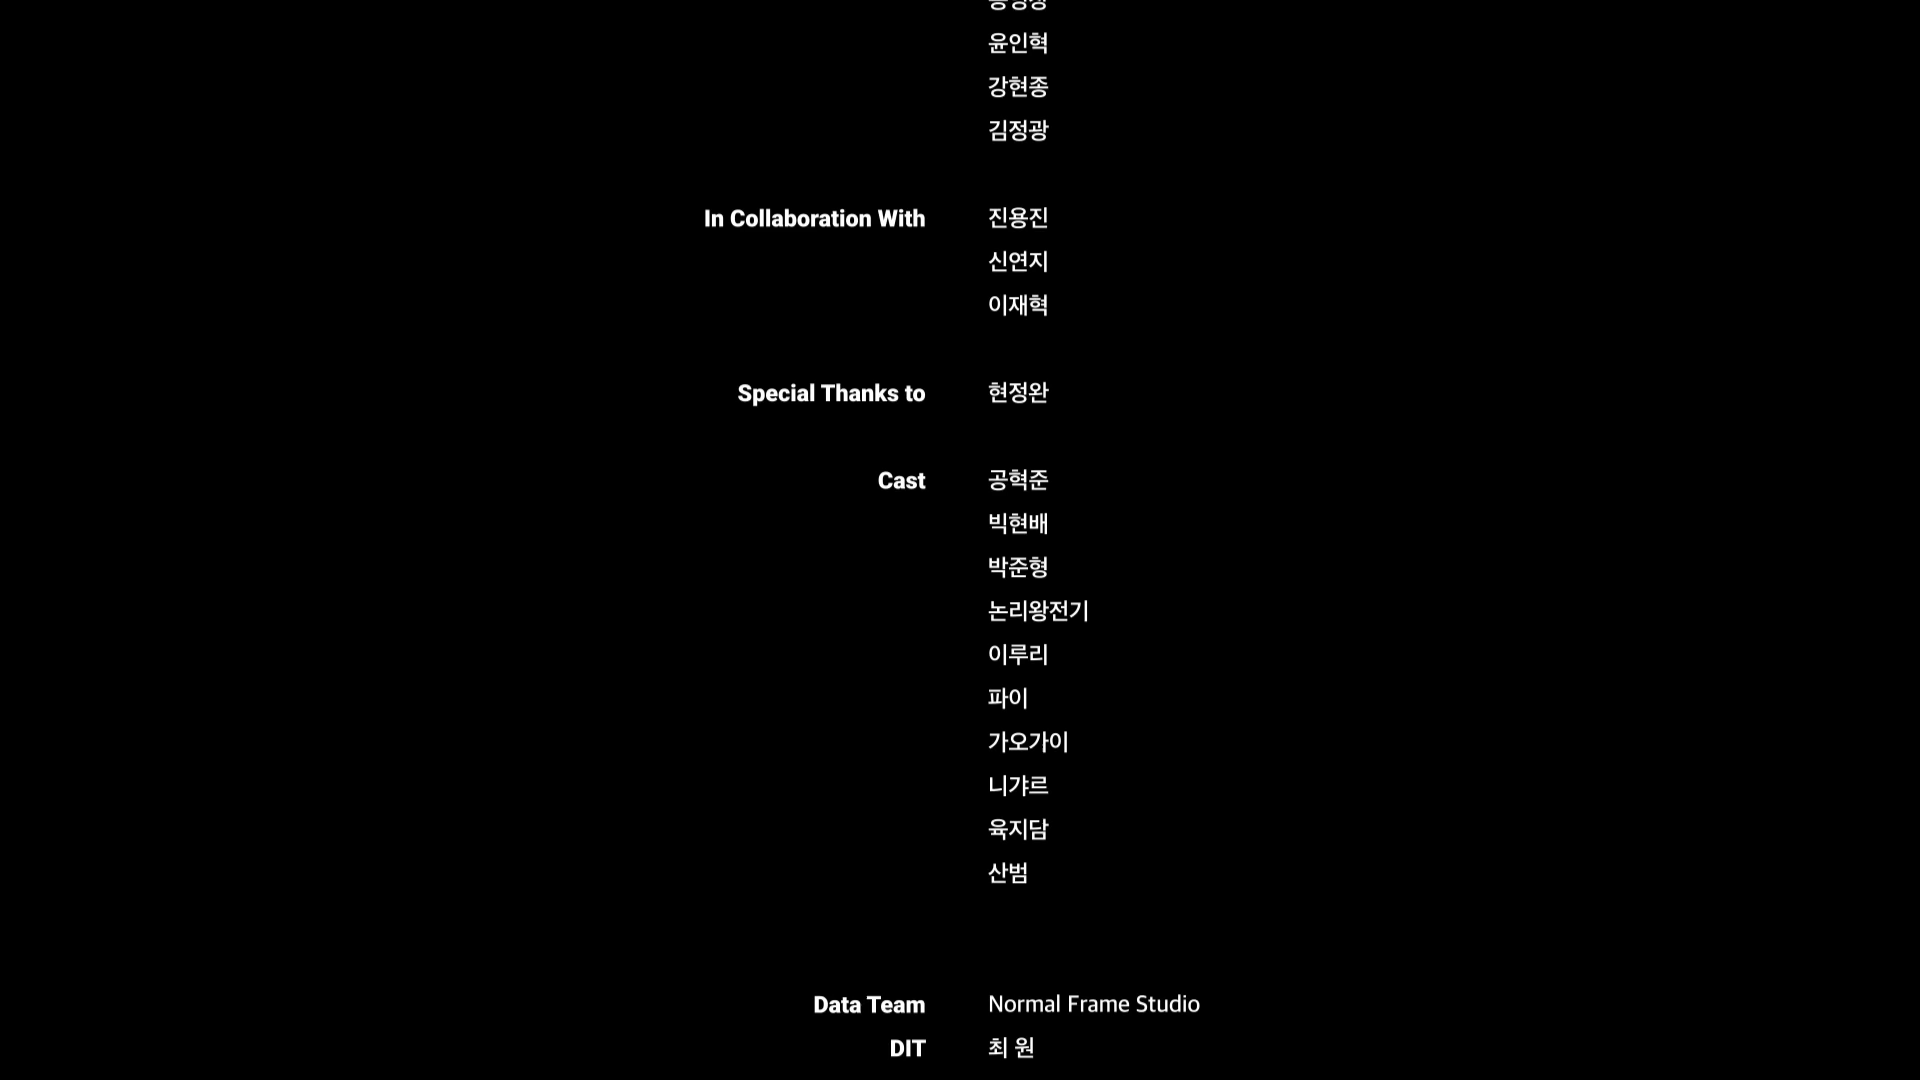 윤인혁
강현종
김정광
In Collaboration With 진용진
신연지
이재혁
Special Thanks to 현정완
Cast 공혁준
빅현배
박준형
논리왕전기
이루리
파이
가오가이
니갸르
육지담
산범
Data Team Normal Frame Studio
DIT 최 원